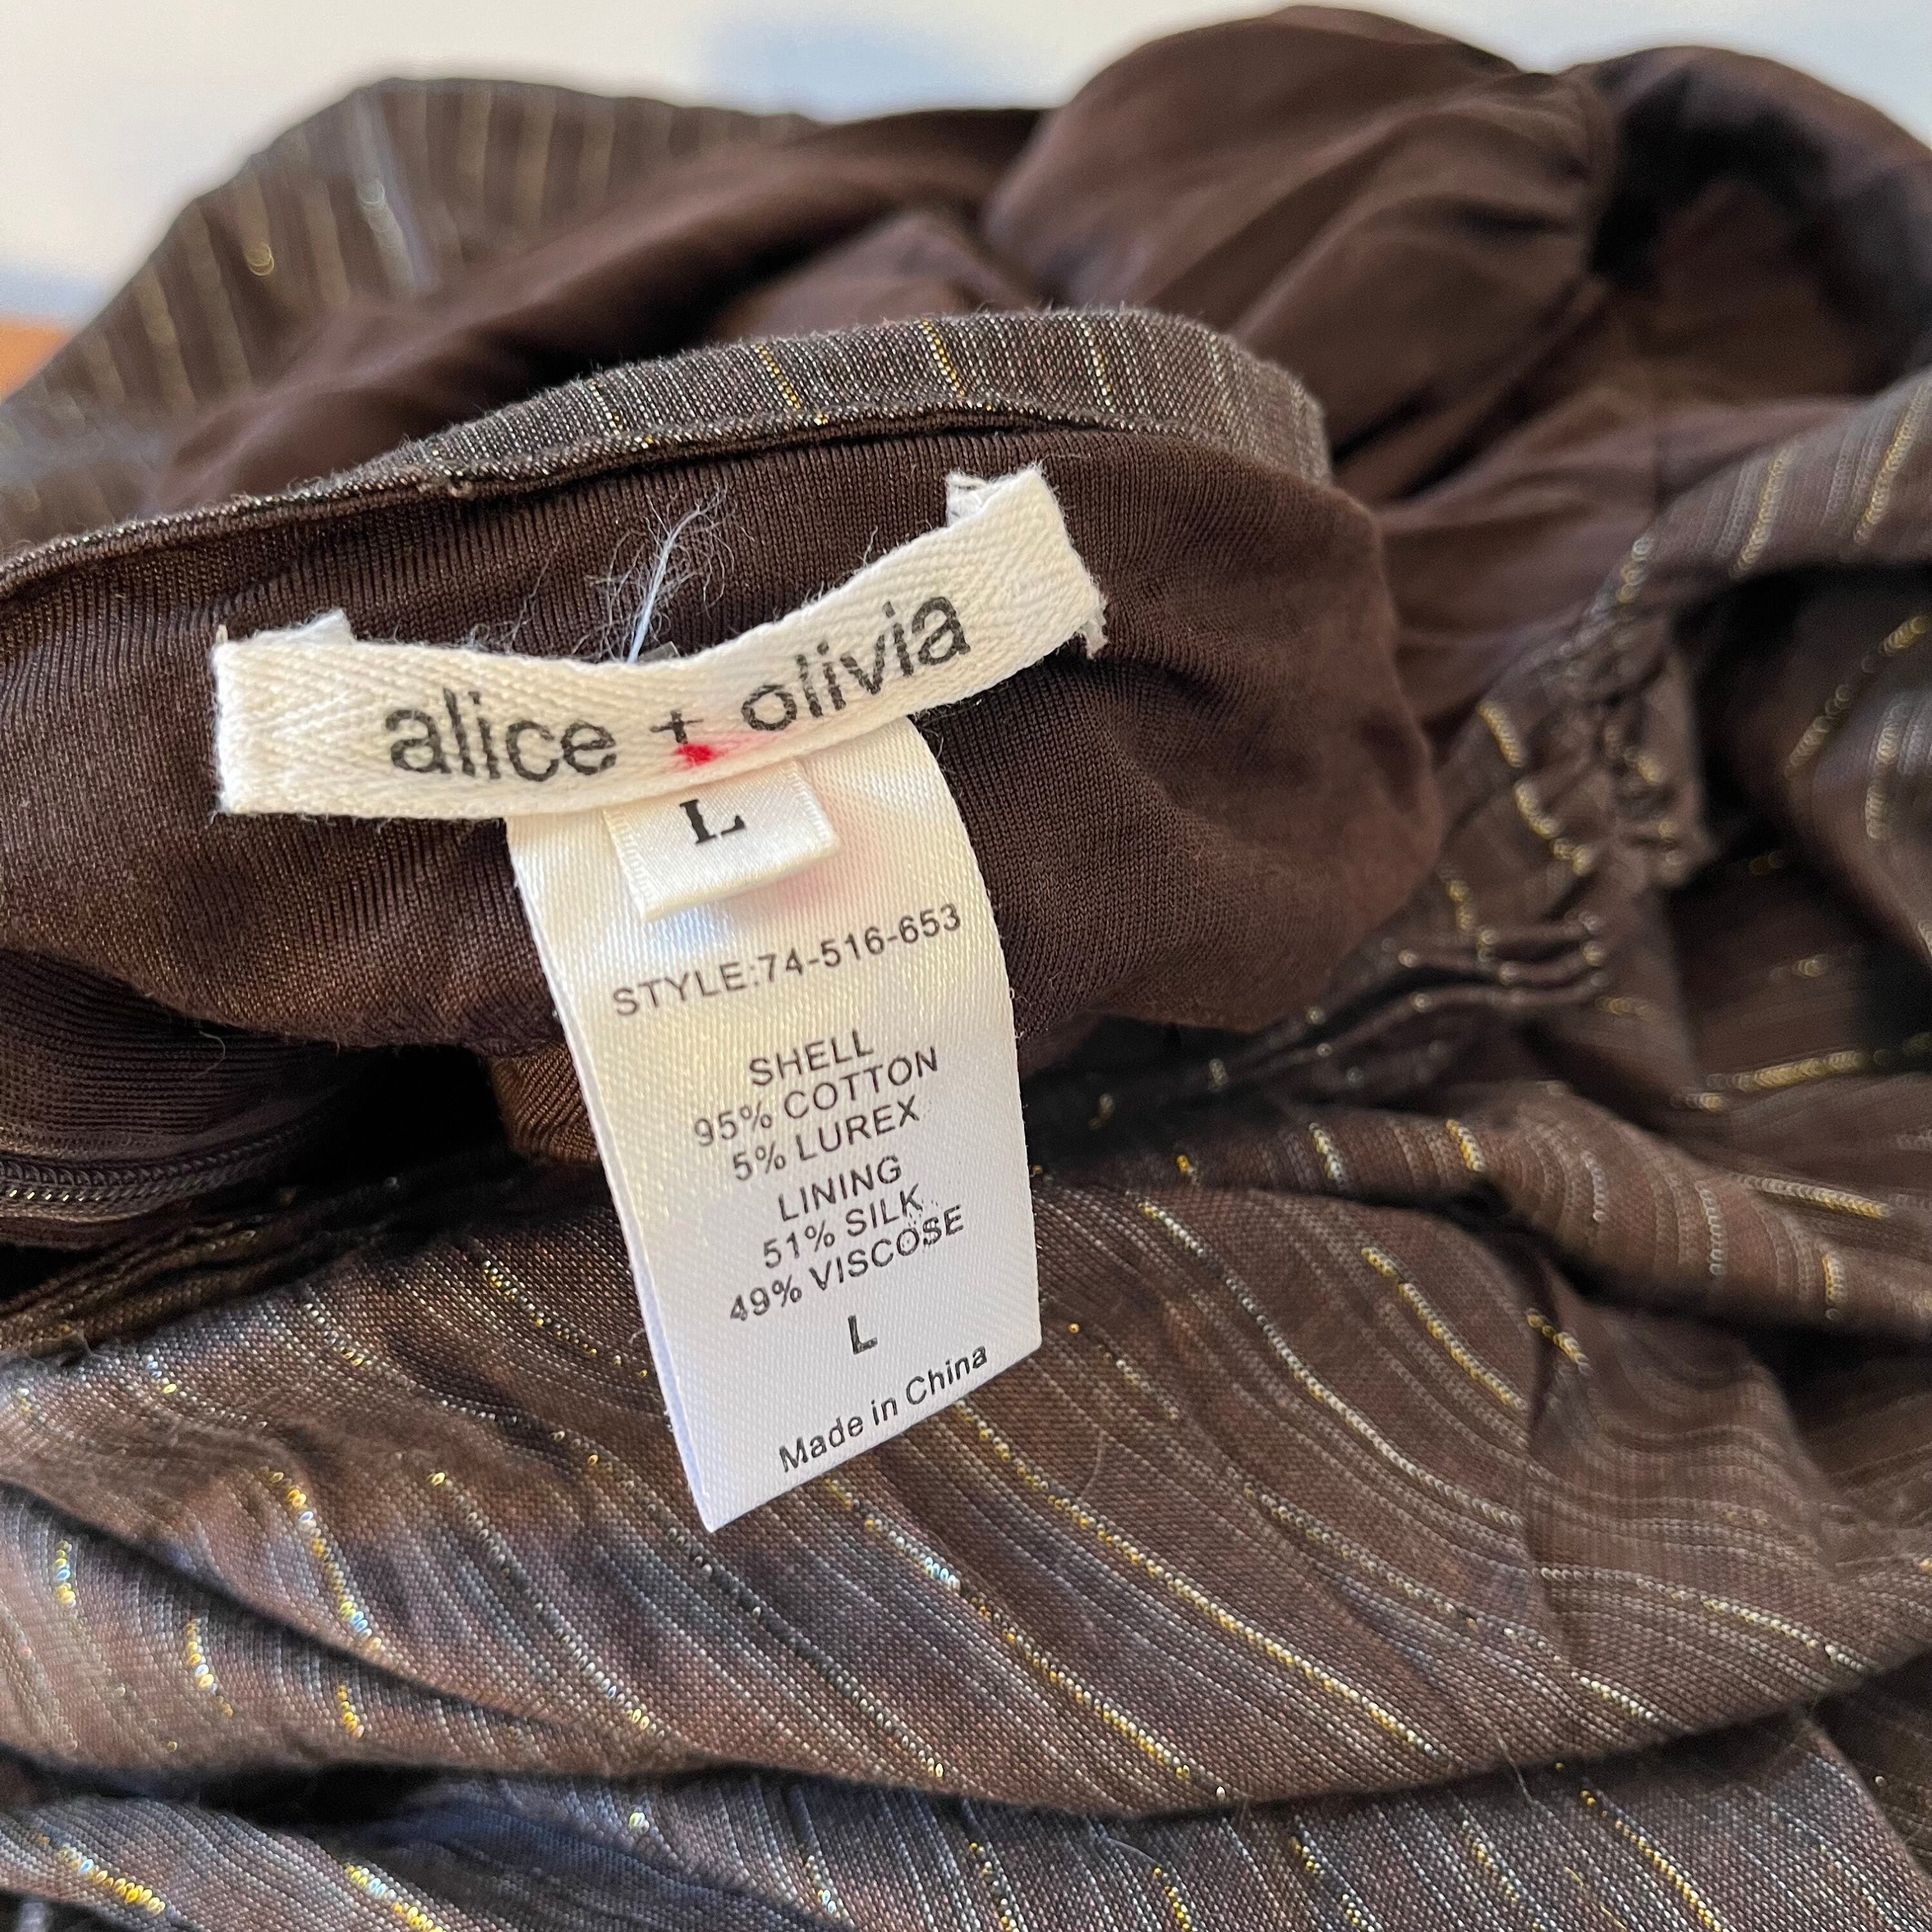 alice + olivia
L
STYLE:74-516-653
SHELL
95% COTTON
5% LUREX
LINING
51% SILK
49% VISCOSE
L
Made in China